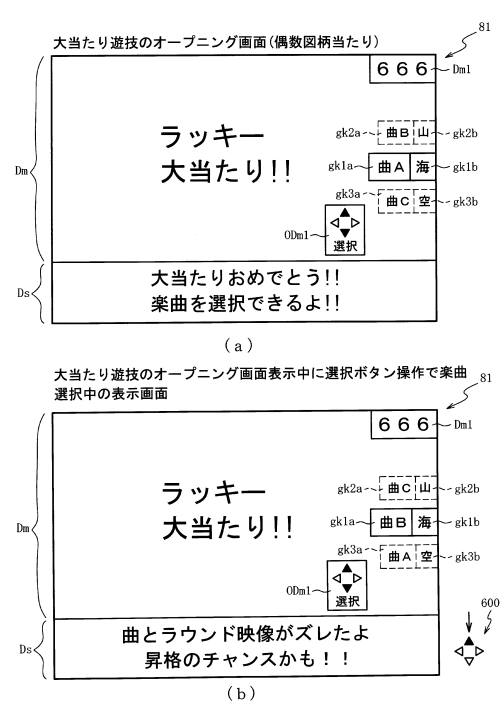 大当たり遊技のオープニング画面(偶数図柄当たり)
81
666
Dm1
gk2a
曲B
山
gk2b
ラッキー
大当たり!!
Dm
gk1a
曲A
海
gk1b
gk3a
曲C
空
gk3b
ODm1
選択
大当たりおめでとう!!
楽曲を選択できるよ!!
Ds
(a)
大当たり遊技のオープニング画面表示中に選択ボタン操作で楽曲
選択中の表示画面
81
666
Dm1
gk2a
曲C
山
gk2b
ラッキー
大当たり!!
Dm
gk1a
曲B
海
gk1b
gk3a
曲A
空
gk3b
ODm1
選択
600
曲とラウンド映像がズレたよ
昇格のチャンスかも!!
Ds
(b)